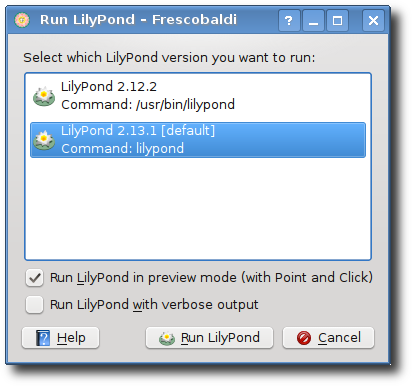 Run LilyPond – Frescobaldi
Select which LilyPond version you want to run:
LilyPond 2.12.2
Command: /usr/bin/lilypond
LilyPond 2.13.1 [default]
Command: lilypond
Run LilyPond in preview mode (with Point and Click)
Run LilyPond with verbose output
Help
Run LilyPond
Cancel